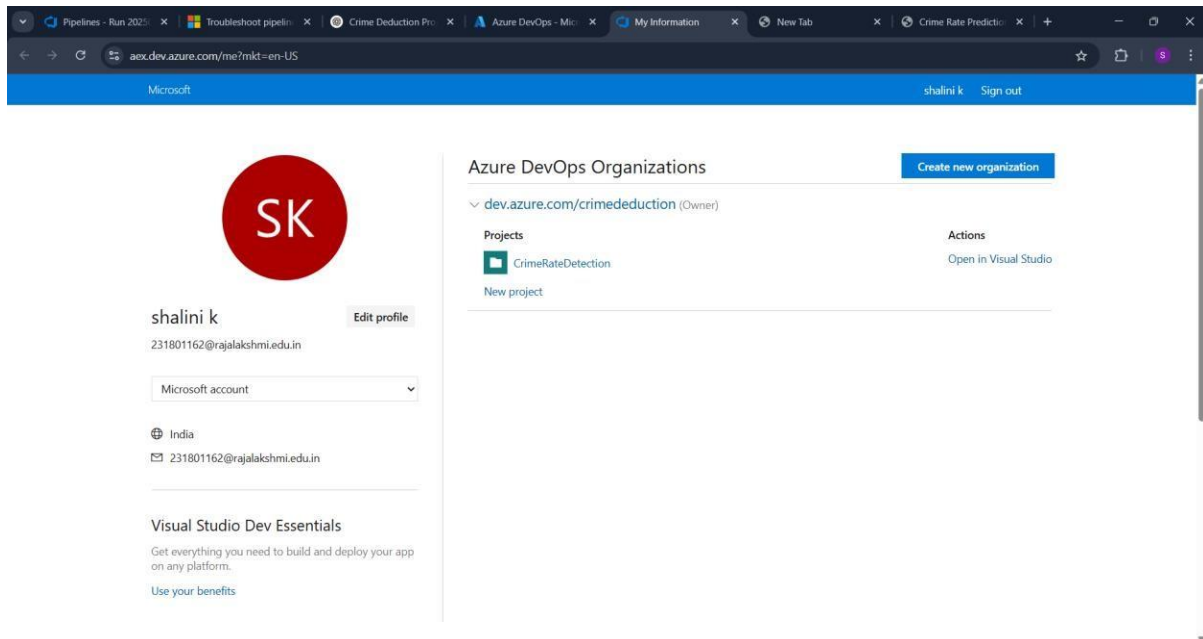 Pipelines - Run 2025
Troubleshoot pipelin
Crime Deduction Pro
Azure DevOps - Mic
My Information
New Tab
Crime Rate Predictio
aex.dev.azure.com/me?mkt=en-US
S
Microsoft
shalini k
Sign out
SK
shalini k
Edit profile
231801162@rajalakshmi.edu.in
Microsoft account
India
231801162@rajalakshmi.edu.in
Visual Studio Dev Essentials
Get everything you need to build and deploy your app
on any platform.
Use your benefits
Azure DevOps Organizations
Create new organization
dev.azure.com/crimededuction (Owner)
Projects
Actions
CrimeRateDetection
Open in Visual Studio
New project